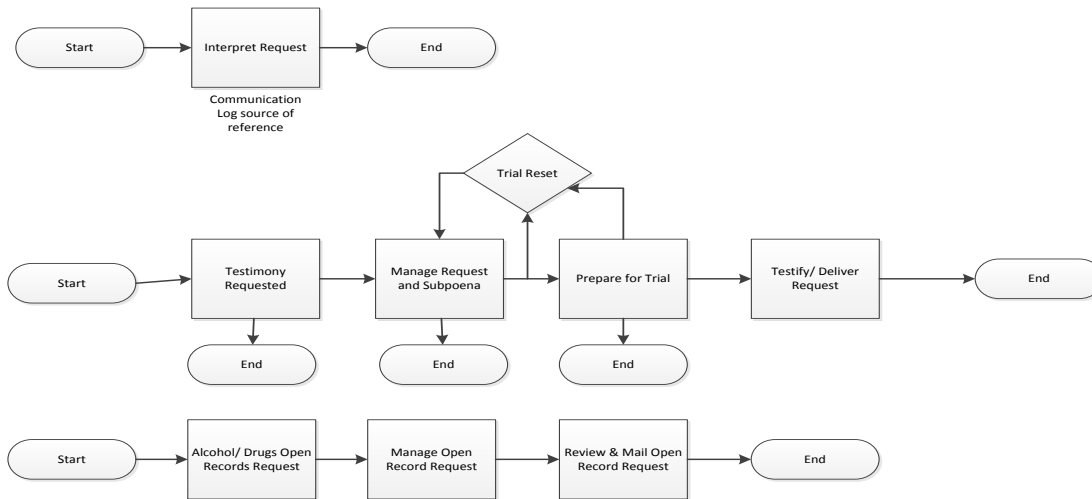 Start
Interpret Request
End
Communication
Log source of
reference
Trial Reset
Start
Testimony
Requested
Manage Request
and Subpoena
Prepare for Trial
Testify/ Deliver
Request
End
End
End
End
Start
Alcohol/ Drugs Open
Records Request
Manage Open
Record Request
Review & Mail Open
Record Request
End